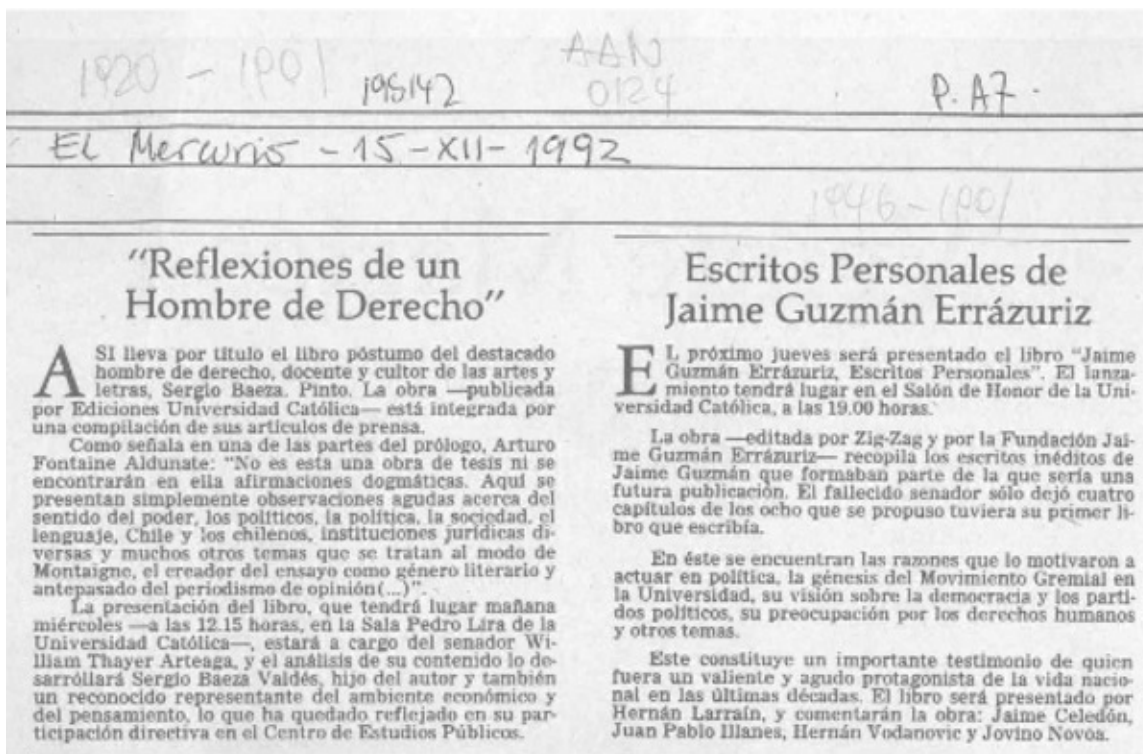 1920 - 1901
AAN
195142
0124
P. A7.
El Mercurio - 15-XII-1992
1946-1901
"Reflexiones de un
Hombre de Derecho"
ASI lleva por título el libro póstumo del destacado
hombre de derecho, docente y cultor de las artes y
letras, Sergio Baeza. Pinto. La obra —publicada
por Ediciones Universidad Católica— está integrada por
una compilación de sus artículos de prensa.
Como señala en una de las partes del prólogo, Arturo
Fontaine Aldunate: "No es esta una obra de tesis ni se
encontrarán en ella afirmaciones dogmáticas. Aquí se
presentan simplemente observaciones agudas acerca del
sentido del poder, los políticos, la política, la sociedad, el
lenguaje, Chile y los chilenos, instituciones jurídicas di-
versas y muchos otros temas que se tratan al modo de
Montaigne, el creador del ensayo como género literario y
antepasado del periodismo de opinión(...)".
La presentación del libro, que tendrá lugar mañana
miércoles —a las 12.15 horas, en la Sala Pedro Lira de la
Universidad Católica—, estará a cargo del senador Wi-
lliam Thayer Arteaga, y el análisis de su contenido lo de-
sarróllará Sergio Baeza Valdés, hijo del autor y también
un reconocido representante del ambiente económico y
del pensamiento, lo que ha quedado reflejado en su par-
ticipación directiva en el Centro de Estudios Públicos.
Escritos Personales de
Jaime Guzmán Errázuriz
EL próximo jueves será presentado el libro "Jaime
Guzmán Errázuriz, Escritos Personales". El lanza-
miento tendrá lugar en el Salón de Honor de la Uni-
versidad Católica, a las 19.00 horas.
La obra —editada por Zig-Zag y por la Fundación Jai-
me Guzmán Errázuriz— recopila los escritos inéditos de
Jaime Guzmán que formaban parte de la que sería una
futura publicación. El fallecido senador sólo dejó cuatro
capítulos de los ocho que se propuso tuviera su primer li-
bro que escribía.
En éste se encuentran las razones que lo motivaron a
actuar en política, la génesis del Movimiento Gremial en
la Universidad, su visión sobre la democracia y los parti-
dos políticos, su preocupación por los derechos humanos
y otros temas.
Este constituye un importante testimonio de quien
fuera un valiente y agudo protagonista de la vida nacio-
nal en las últimas décadas. El libro será presentado por
Hernán Larraín, y comentarán la obra: Jaime Celedón,
Juan Pablo Illanes, Hernán Vodanovic y Jovino Novoa.